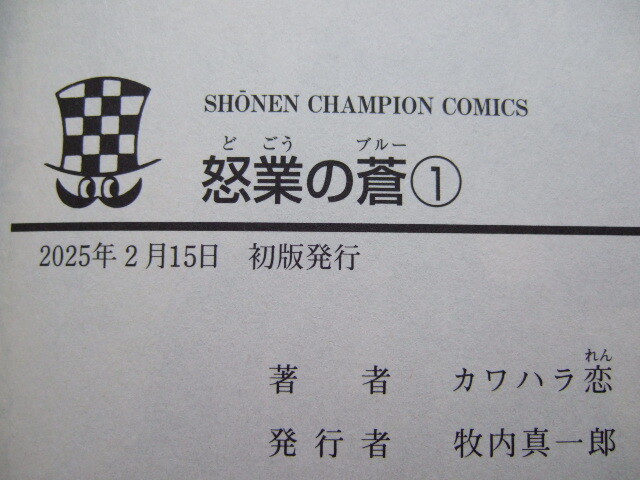 SHŌNEN CHAMPION COMICS
ど ごう ブルー
怒業の蒼①
2025年2月15日 初版発行
れん
著者 カワハラ恋
発行者 牧内真一郎